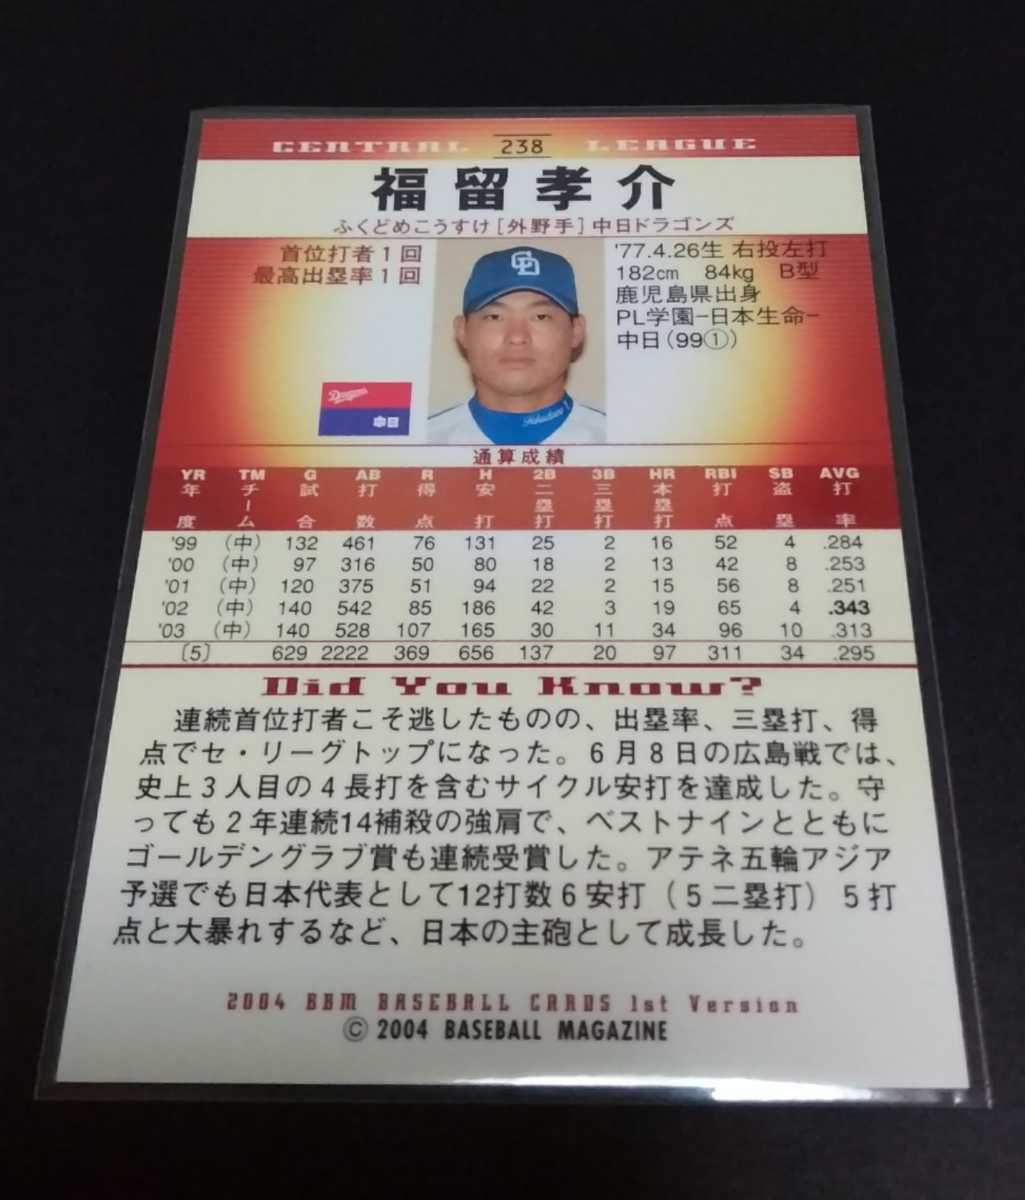 CENTRAL 238 LEAGUE
福留孝介
ふくどめこうすけ[外野手]中日ドラゴンズ
首位打者1回
最高出塁率1回
'77.4.26生 右投左打
182cm 84kg B型
鹿児島県出身
PL学園−日本生命−
中日(99①)
Dragons
中日
通算成績
YR TM G AB R H 2B 3B HR RBI SB AVG
年度 チーム 試合 打数 得点 安打 二塁打 三塁打 本塁打 打点 盗塁 打率
'99 (中) 132 461 76 131 25 2 16 52 4 .284
'00 (中) 97 316 50 80 18 2 13 42 8 .253
'01 (中) 120 375 51 94 22 2 15 56 8 .251
'02 (中) 140 542 85 186 42 3 19 65 4 .343
'03 (中) 140 528 107 165 30 11 34 96 10 .313
〔5〕 629 2222 369 656 137 20 97 311 34 .295
Did You Know?
連続首位打者こそ逃したものの、出塁率、三塁打、得
点でセ・リーグトップになった。6月8日の広島戦では、
史上3人目の4長打を含むサイクル安打を達成した。守
っても2年連続14補殺の強肩で、ベストナインとともに
ゴールデングラブ賞も連続受賞した。アテネ五輪アジア
予選でも日本代表として12打数6安打(5二塁打)5打
点と大暴れするなど、日本の主砲として成長した。
2004 BBM BASEBALL CARDS 1st Version
© 2004 BASEBALL MAGAZINE